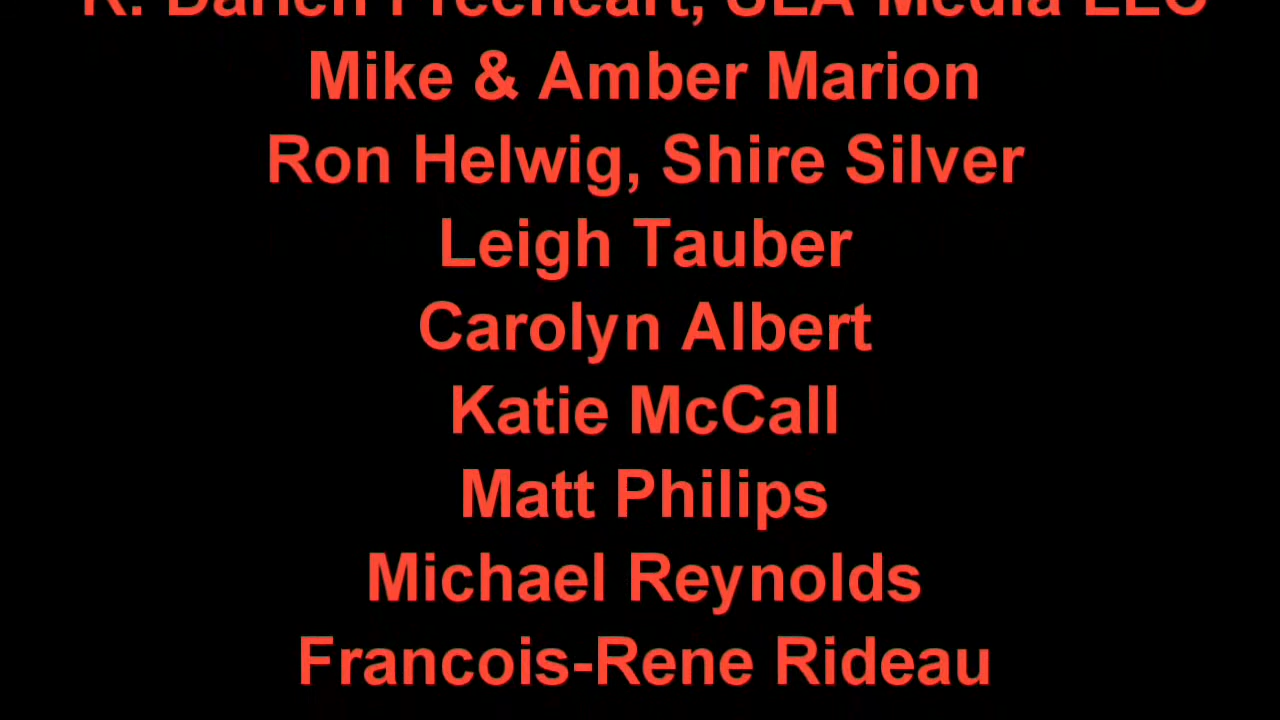 Mike & Amber Marion
Ron Helwig, Shire Silver
Leigh Tauber
Carolyn Albert
Katie McCall
Matt Philips
Michael Reynolds
Francois-Rene Rideau